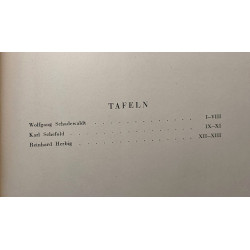 TAFELN
Wolfgang Schadewaldt . . . . . . . . . . . . I–VIII
Karl Schefold . . . . . . . . . . . . . . IX–XI
Reinhard Herbig . . . . . . . . . . . . . XII–XIII